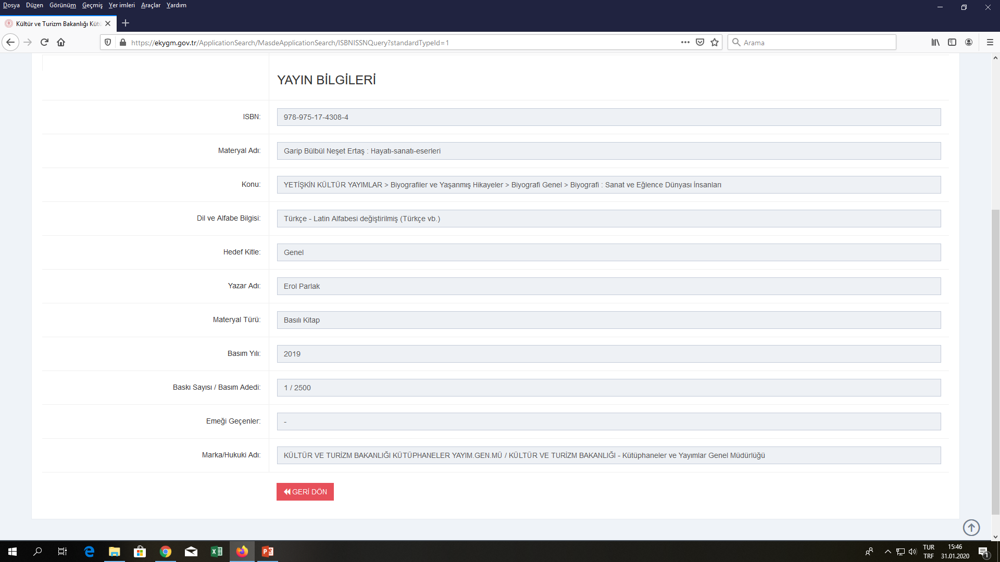 Dosya Düzen Görünüm Geçmiş Yer imleri Araçlar Yardım
Kültür ve Turizm Bakanlığı Kütü
https://ekygm.gov.tr/ApplicationSearch/MasdeApplicationSearch/ISBNISSNQuery?standardTypeId=1
Arama
YAYIN BİLGİLERİ
ISBN: 978-975-17-4308-4
Materyal Adı: Garip Bülbül Neşet Ertaş : Hayatı-sanatı-eserleri
Konu: YETİŞKİN KÜLTÜR YAYIMLAR > Biyografiler ve Yaşanmış Hikayeler > Biyografi Genel > Biyografi : Sanat ve Eğlence Dünyası İnsanları
Dil ve Alfabe Bilgisi: Türkçe - Latin Alfabesi değiştirilmiş (Türkçe vb.)
Hedef Kitle: Genel
Yazar Adı: Erol Parlak
Materyal Türü: Basılı Kitap
Basım Yılı: 2019
Baskı Sayısı / Basım Adedi: 1 / 2500
Emeği Geçenler: -
Marka/Hukuki Adı: KÜLTÜR VE TURİZM BAKANLIĞI KÜTÜPHANELER YAYIM.GEN.MÜ / KÜLTÜR VE TURİZM BAKANLIĞI - Kütüphaneler ve Yayımlar Genel Müdürlüğü
GERİ DÖN
TUR 15:46
TRF 31.01.2020
1